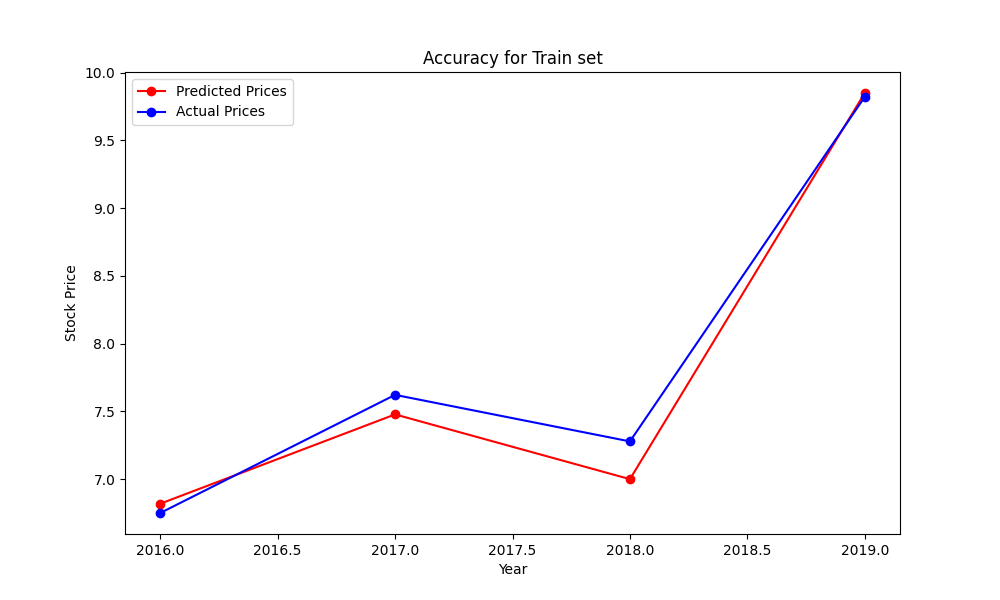 Accuracy for Train set
Predicted Prices
Actual Prices
10.0
9.5
9.0
8.5
8.0
7.5
7.0
Stock Price
2016.0 2016.5 2017.0 2017.5 2018.0 2018.5 2019.0
Year